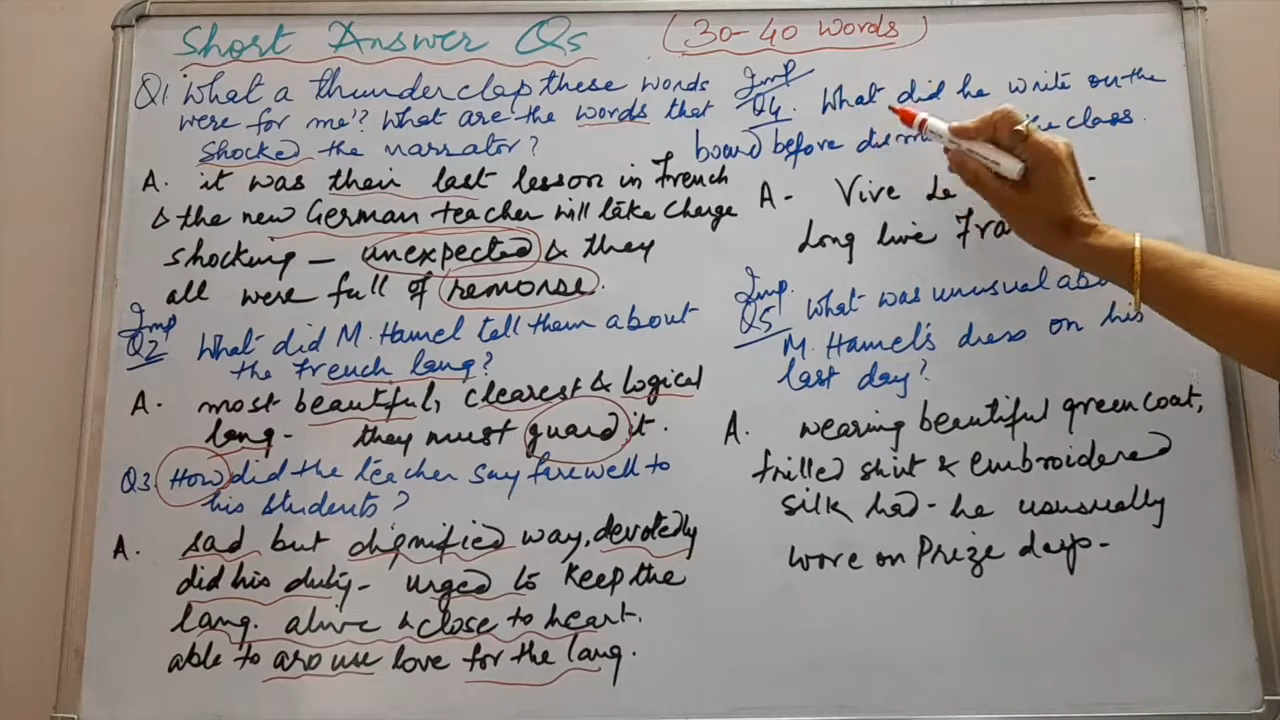 Short Answer Qs
(30-40 words)
Q1 What a thunderclap these words
were for me'? What are the words that
shocked the narrator?
A. it was their last lesson in French
& the new German teacher will take charge
shocking - unexpected & they
all were full of remorse.
Imp
Q2 What did M. Hamel tell them about
the French lang?
A. most beautiful, clearest & logical
lang. they must guard it.
Q3. How did the teacher say farewell to
his students?
A. sad but dignified way, devotedly
did his duty - urged to keep the
lang. alive & close to heart.
able to arouse love for the lang.
Imp
Q4. What did he write on the
board before the class.
A - Vive
Long live
Imp.
Q5 What was unusual
M. Hamel's dress on his
last day?
A. wearing beautiful green coat,
frilled shirt & embroidered
silk had - he usually
wore on Prize days -